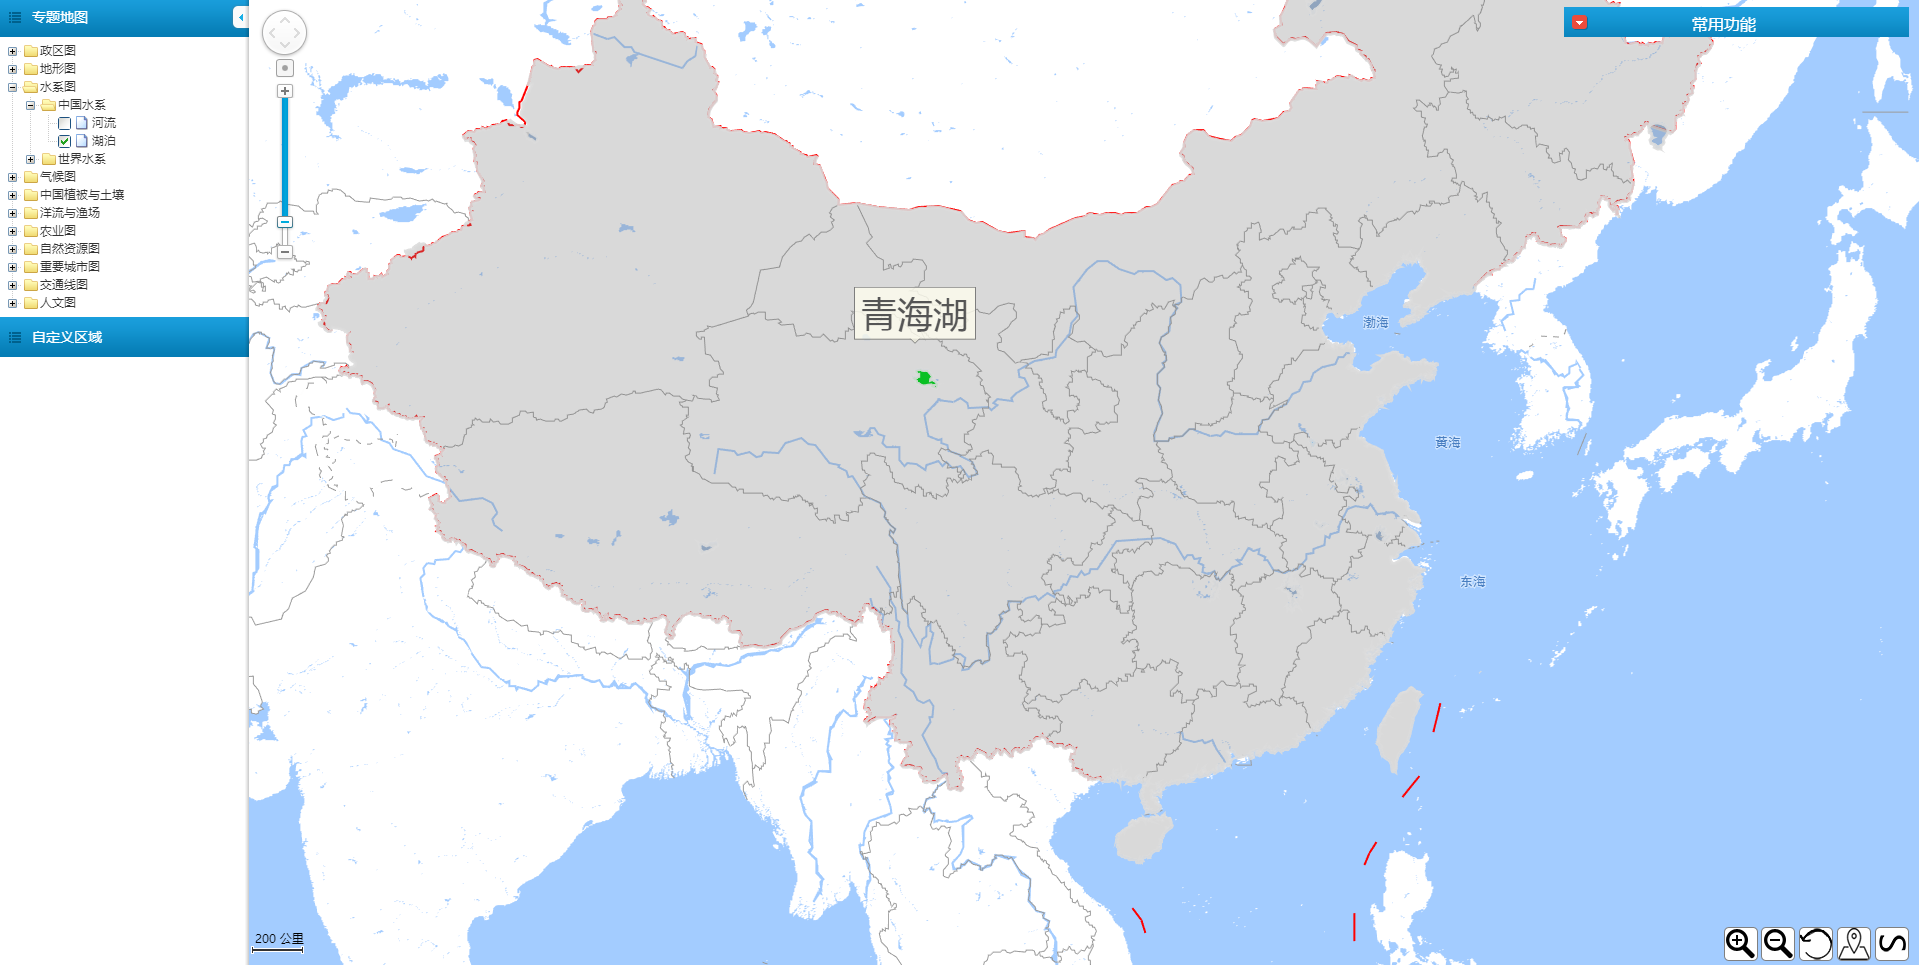 专题地图
政区图
地形图
水系图
中国水系
河流
湖泊
世界水系
气候图
中国植被与土壤
洋流与渔场
农业图
自然资源图
重要城市图
交通线图
人文图
自定义区域
常用功能
青海湖
渤海
黄海
东海
200 公里